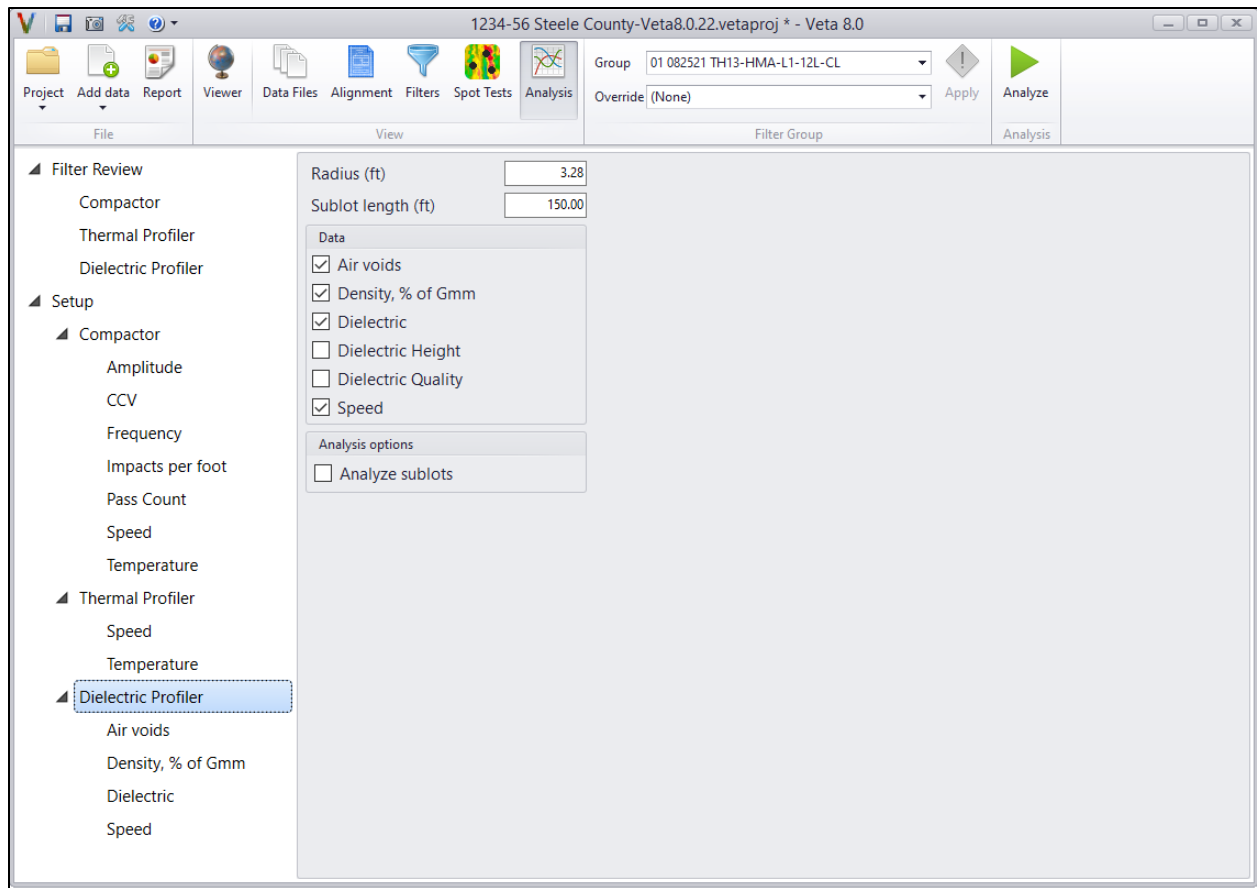 1234-56 Steele County-Veta8.0.22.vetaproj * - Veta 8.0
Project
Add data
Report
Viewer
Data Files
Alignment
Filters
Spot Tests
Analysis
Group
01 082521 TH13-HMA-L1-12L-CL
Override
(None)
Apply
Analyze
File
View
Filter Group
Analysis
Filter Review
Compactor
Thermal Profiler
Dielectric Profiler
Setup
Compactor
Amplitude
CCV
Frequency
Impacts per foot
Pass Count
Speed
Temperature
Thermal Profiler
Speed
Temperature
Dielectric Profiler
Air voids
Density, % of Gmm
Dielectric
Speed
Radius (ft)
3.28
Sublot length (ft)
150.00
Data
Air voids
Density, % of Gmm
Dielectric
Dielectric Height
Dielectric Quality
Speed
Analysis options
Analyze sublots